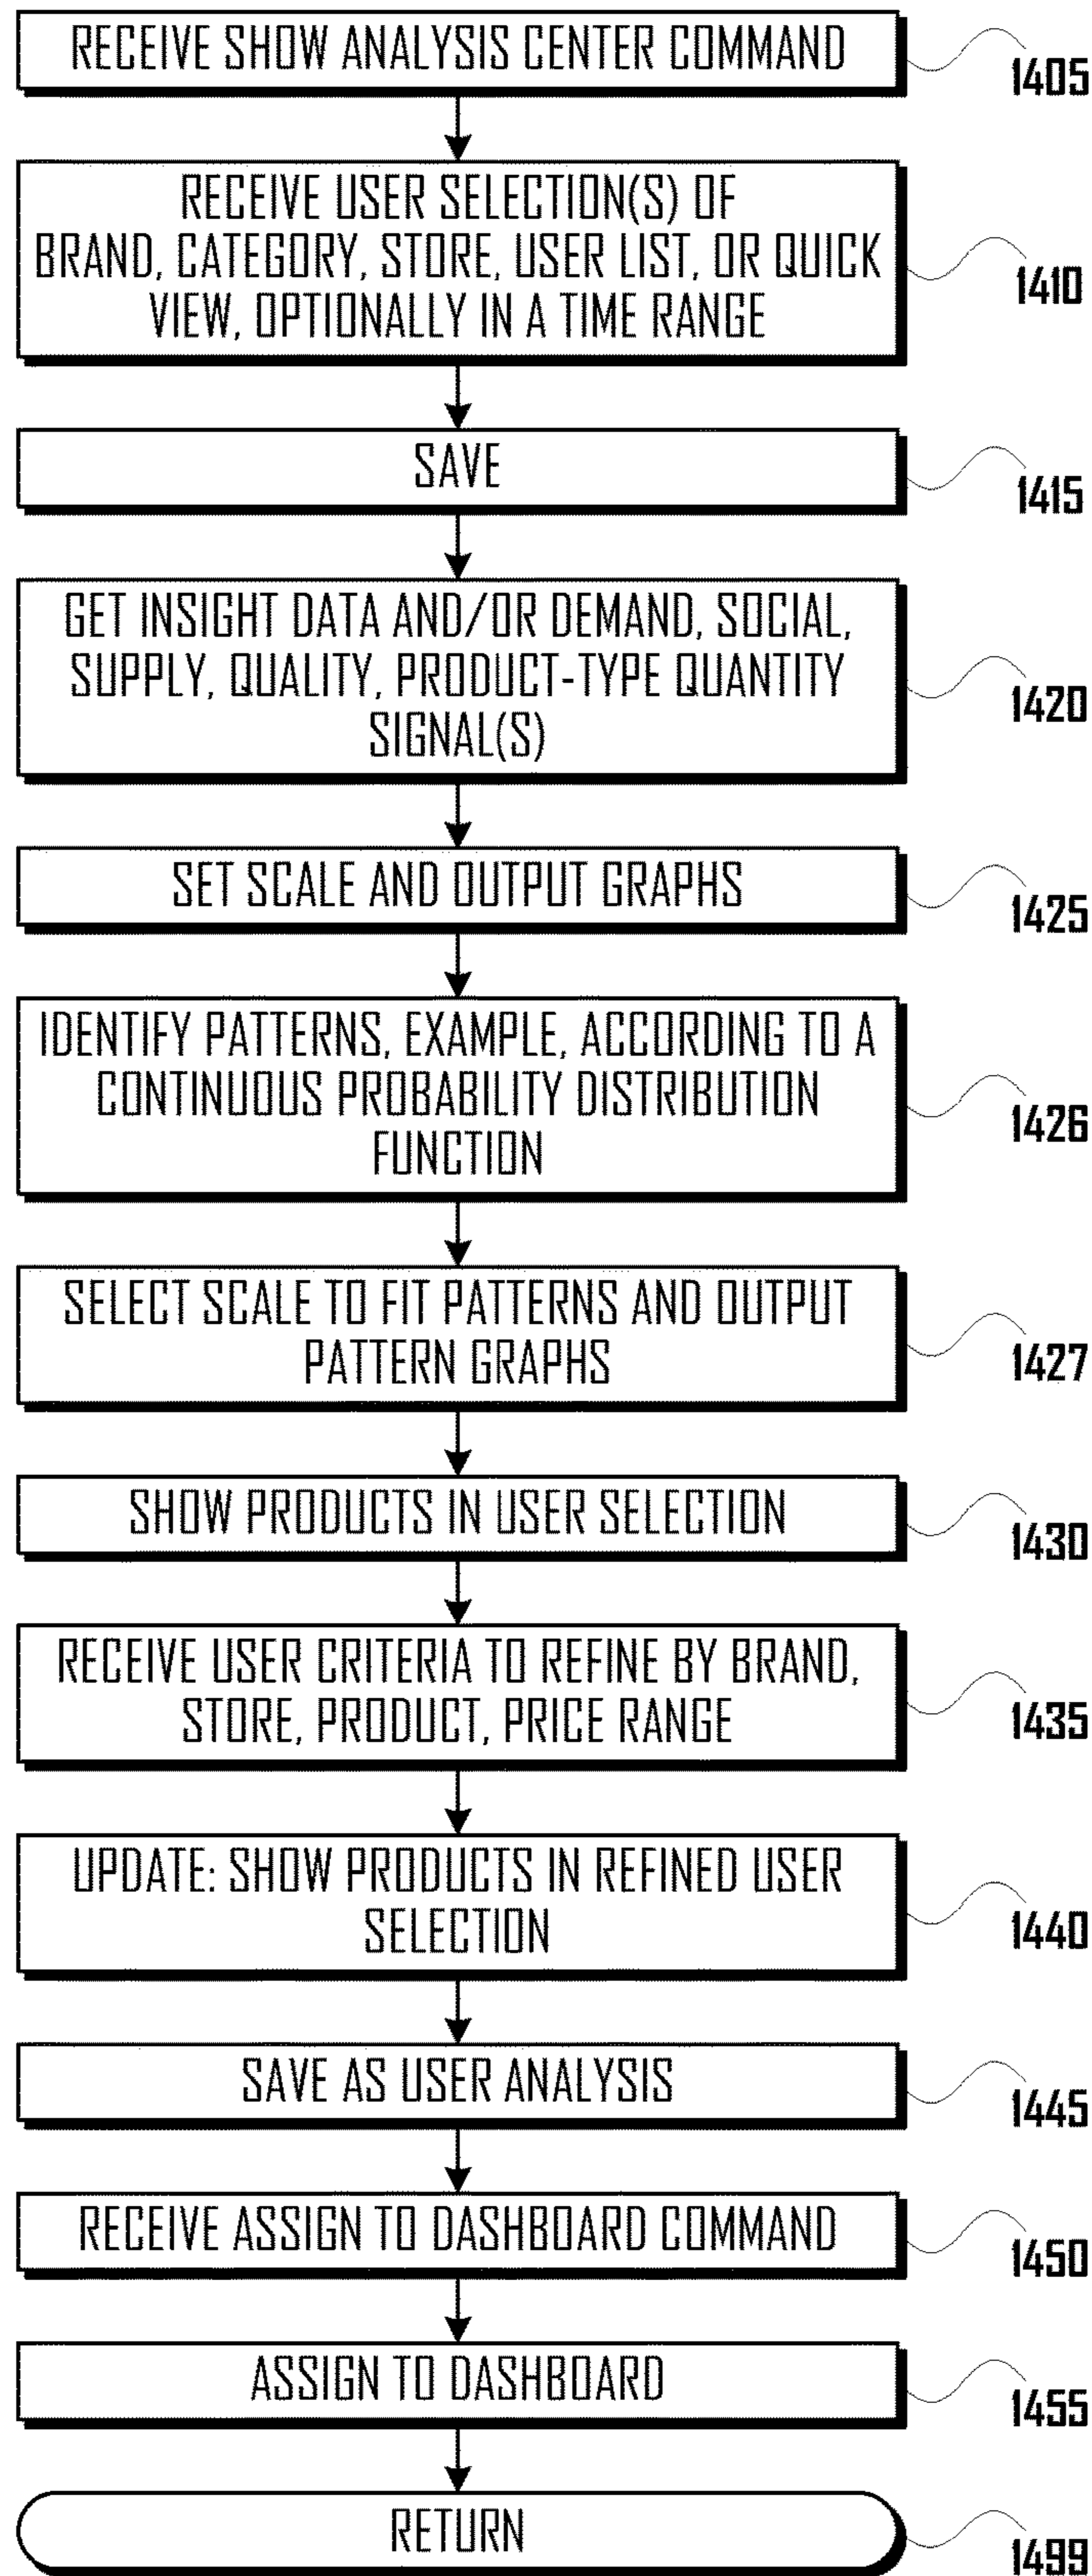 RECEIVE SHOW ANALYSIS CENTER COMMAND
1405
RECEIVE USER SELECTION(S) OF
BRAND, CATEGORY, STORE, USER LIST, OR QUICK
VIEW, OPTIONALLY IN A TIME RANGE
1410
SAVE
1415
GET INSIGHT DATA AND/OR DEMAND, SOCIAL,
SUPPLY, QUALITY, PRODUCT-TYPE QUANTITY
SIGNAL(S)
1420
SET SCALE AND OUTPUT GRAPHS
1425
IDENTIFY PATTERNS, EXAMPLE, ACCORDING TO A
CONTINUOUS PROBABILITY DISTRIBUTION
FUNCTION
1426
SELECT SCALE TO FIT PATTERNS AND OUTPUT
PATTERN GRAPHS
1427
SHOW PRODUCTS IN USER SELECTION
1430
RECEIVE USER CRITERIA TO REFINE BY BRAND,
STORE, PRODUCT, PRICE RANGE
1435
UPDATE: SHOW PRODUCTS IN REFINED USER
SELECTION
1440
SAVE AS USER ANALYSIS
1445
RECEIVE ASSIGN TO DASHBOARD COMMAND
1450
ASSIGN TO DASHBOARD
1455
RETURN
1499